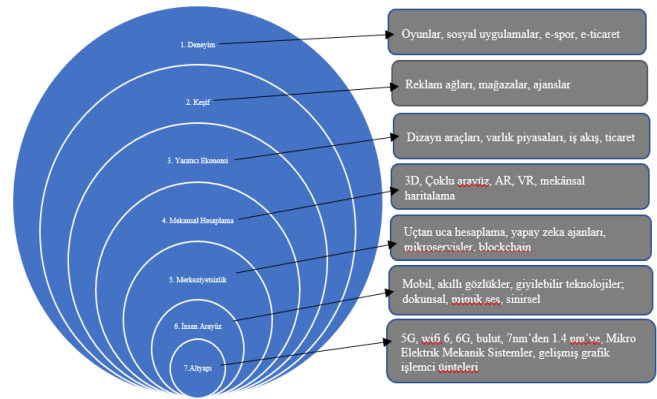 1. Deneyim
Oyunlar, sosyal uygulamalar, e-spor, e-ticaret
2. Keşif
Reklam ağları, mağazalar, ajanslar
3. Yaratıcı Ekonomi
Dizayn araçları, varlık piyasaları, iş akış, ticaret
4. Mekansal Hesaplama
3D, Çoklu aravüz, AR, VR, mekânsal
haritalama
5. Merkeziyetsizlik
Uçtan uca hesaplama, yapay zeka ajanları,
mikroservisler, blockchain
6. İnsan Arayüz
Mobil, akıllı gözlükler, giyilebilir teknolojiler;
dokunsal, mimik ses, sinirsel
7.Altyapı
5G, wifi 6, 6G, bulut, 7nm'den 1.4 nm'ye, Mikro
Elektrik Mekanik Sistemler, gelişmiş grafik
işlemci üinteleri